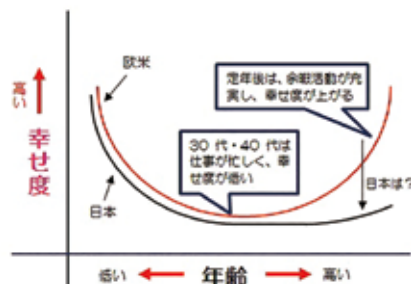 欧米
定年後は、余暇活動が充
実し、幸せ度が上がる
高い
幸せ度
30 代・40 代は
仕事が忙しく、幸
せ度が低い
日本
日本は?
低い
年齢
高い